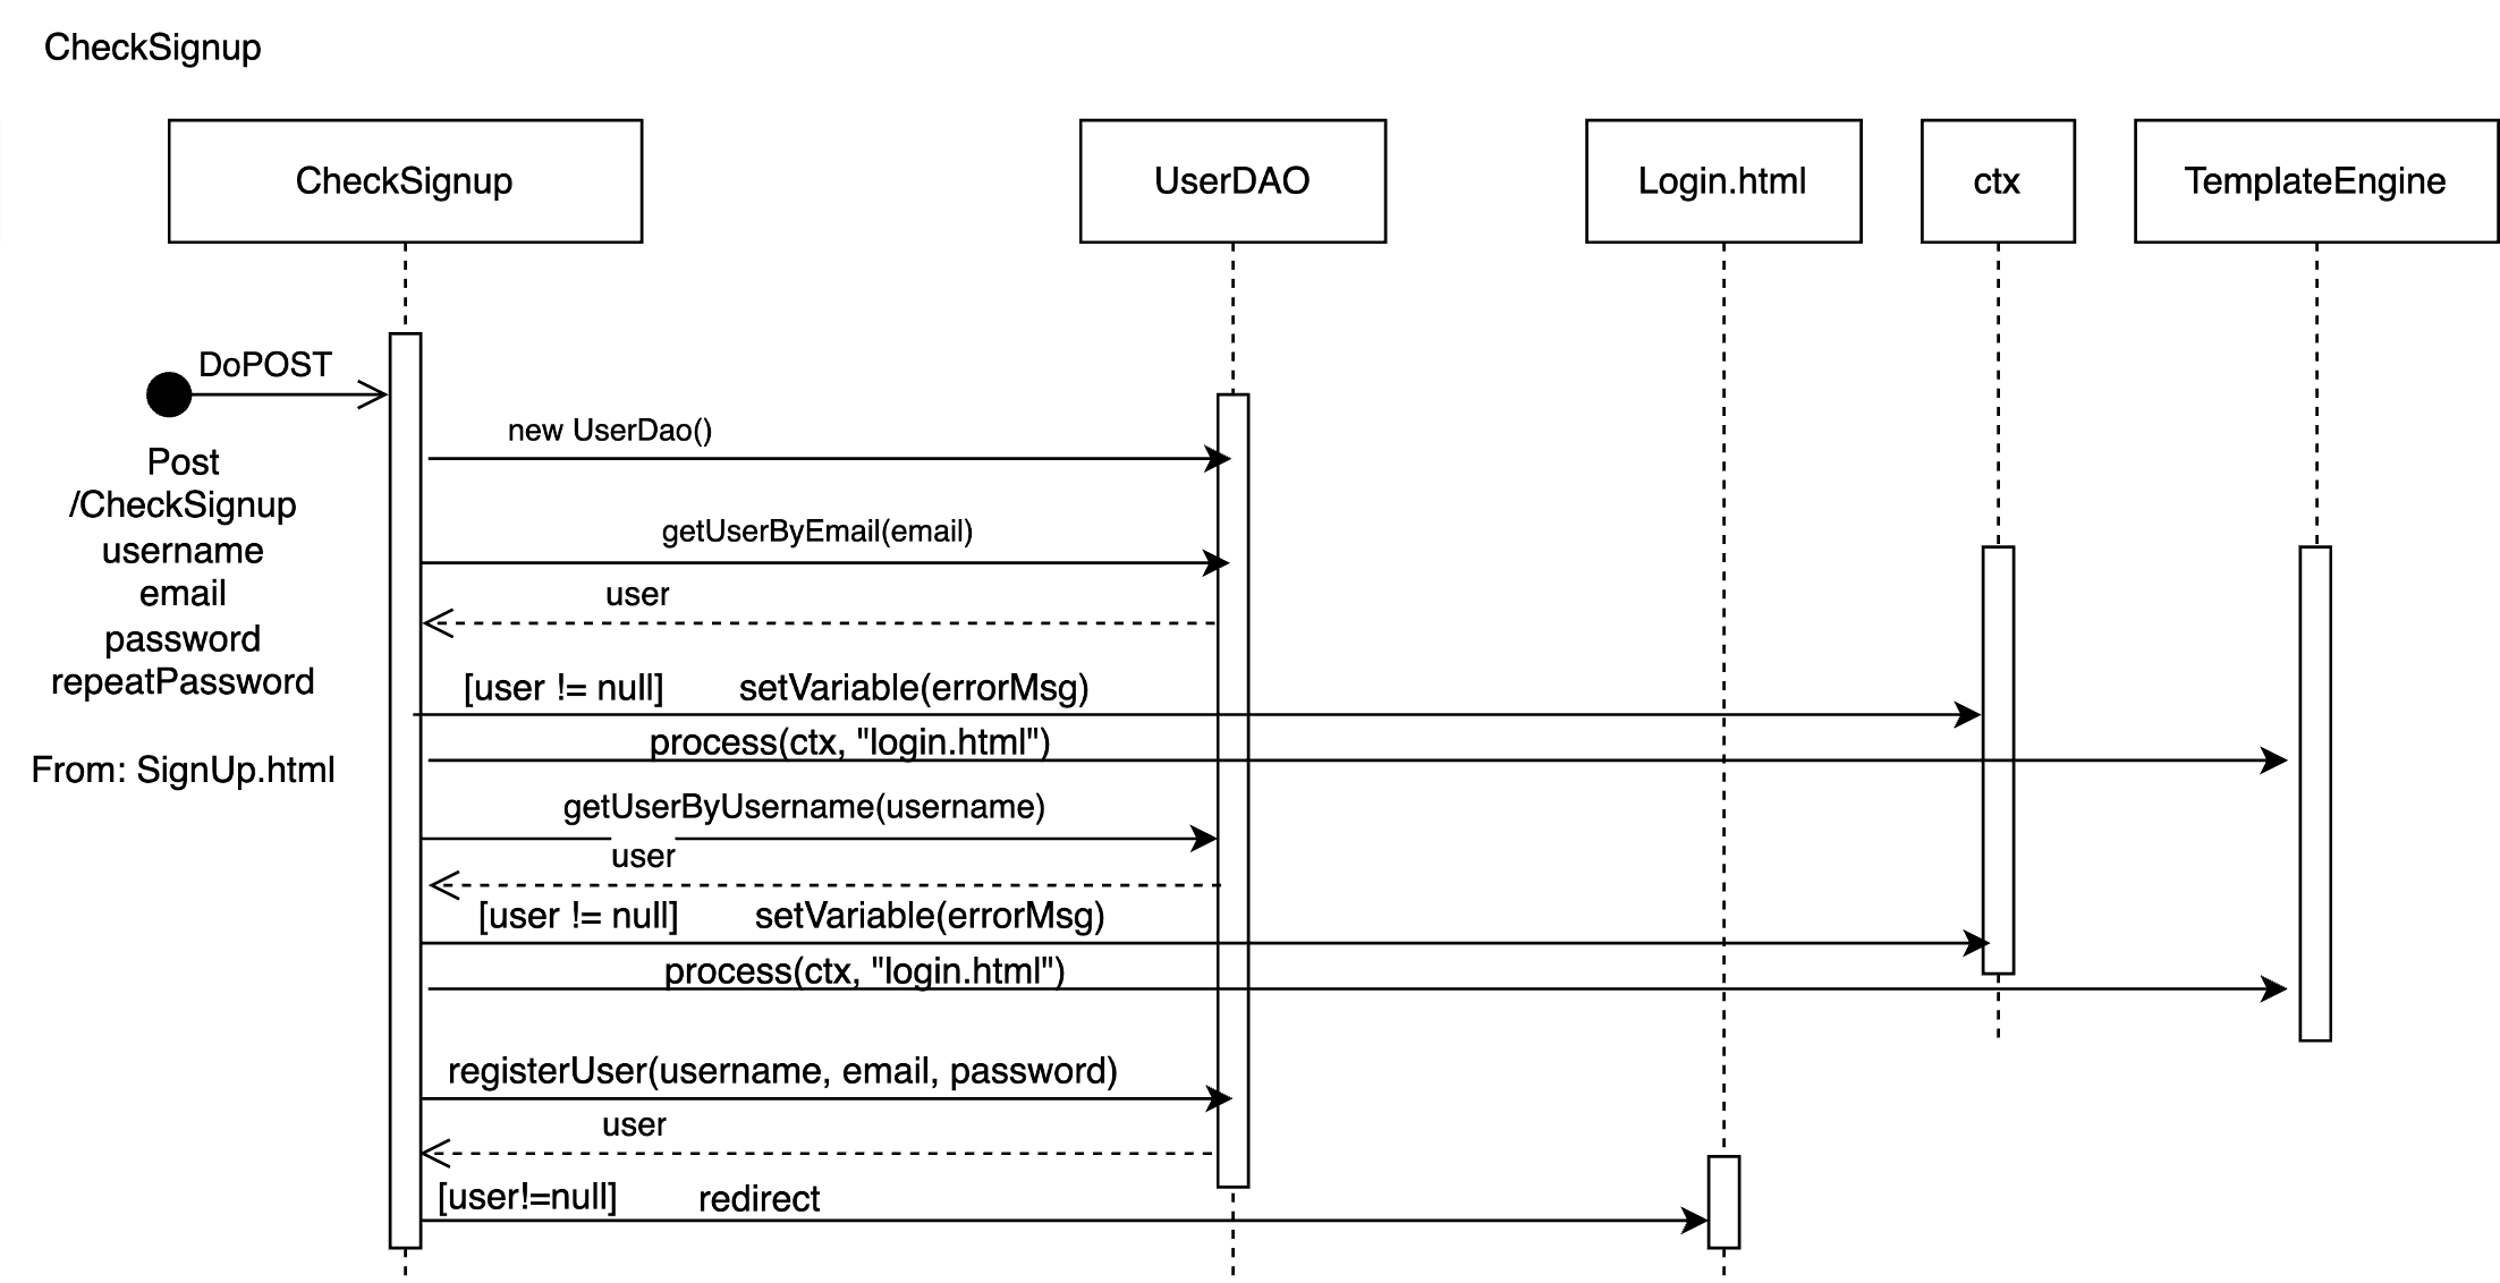 CheckSignup
CheckSignup
UserDAO
Login.html
ctx
TemplateEngine
DoPOST
Post
/CheckSignup
username
email
password
repeatPassword
From: SignUp.html
new UserDao()
getUserByEmail(email)
user
[user != null] setVariable(errorMsg)
process(ctx, "login.html")
getUserByUsername(username)
user
[user != null] setVariable(errorMsg)
process(ctx, "login.html")
registerUser(username, email, password)
user
[user!=null] redirect